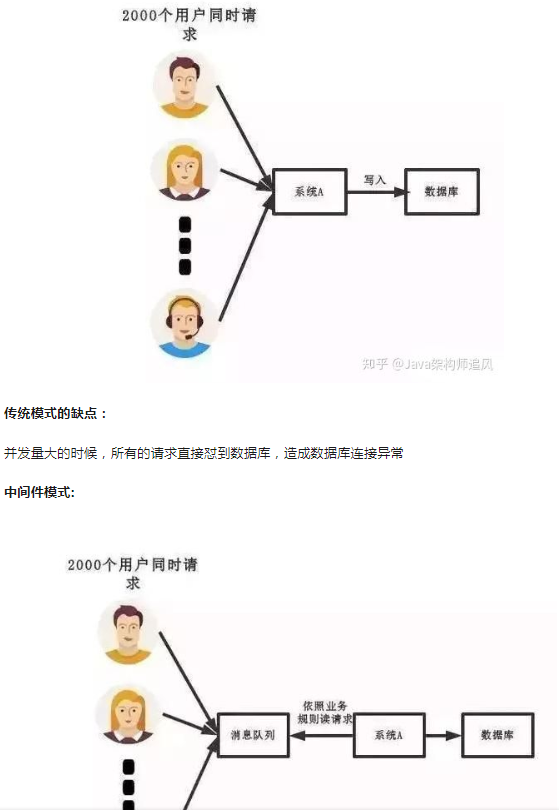 2000个用户同时请
求
系统A
写入
数据库
知乎 @Java架构师追风
传统模式的缺点：
并发量大的时候，所有的请求直接怼到数据库，造成数据库连接异常
中间件模式:
2000个用户同时请
求
依照业务
规则读请求
消息队列
系统A
数据库